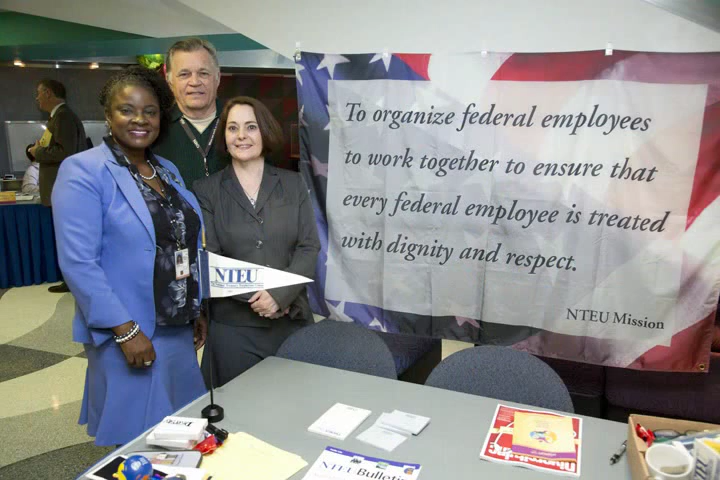 To organize federal employees
to work together to ensure that
every federal employee is treated
with dignity and respect.
NTEU Mission
NTEU
NTEU Bulletin